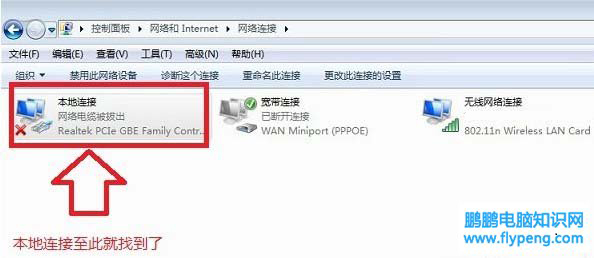 控制面板 ▸ 网络和 Internet ▸ 网络连接 ▸
文件(F) 编辑(E) 查看(V) 工具(T) 高级(N) 帮助(H)
组织 禁用此网络设备 诊断这个连接 重命名此连接 更改此连接的设置
本地连接
网络电缆被拔出
Realtek PCIe GBE Family Contr...
宽带连接
已断开连接
WAN Miniport (PPPOE)
无线网络连接
802.11n Wireless LAN Card
本地连接至此就找到了
鹏鹏电脑知识网
www.flypeng.com